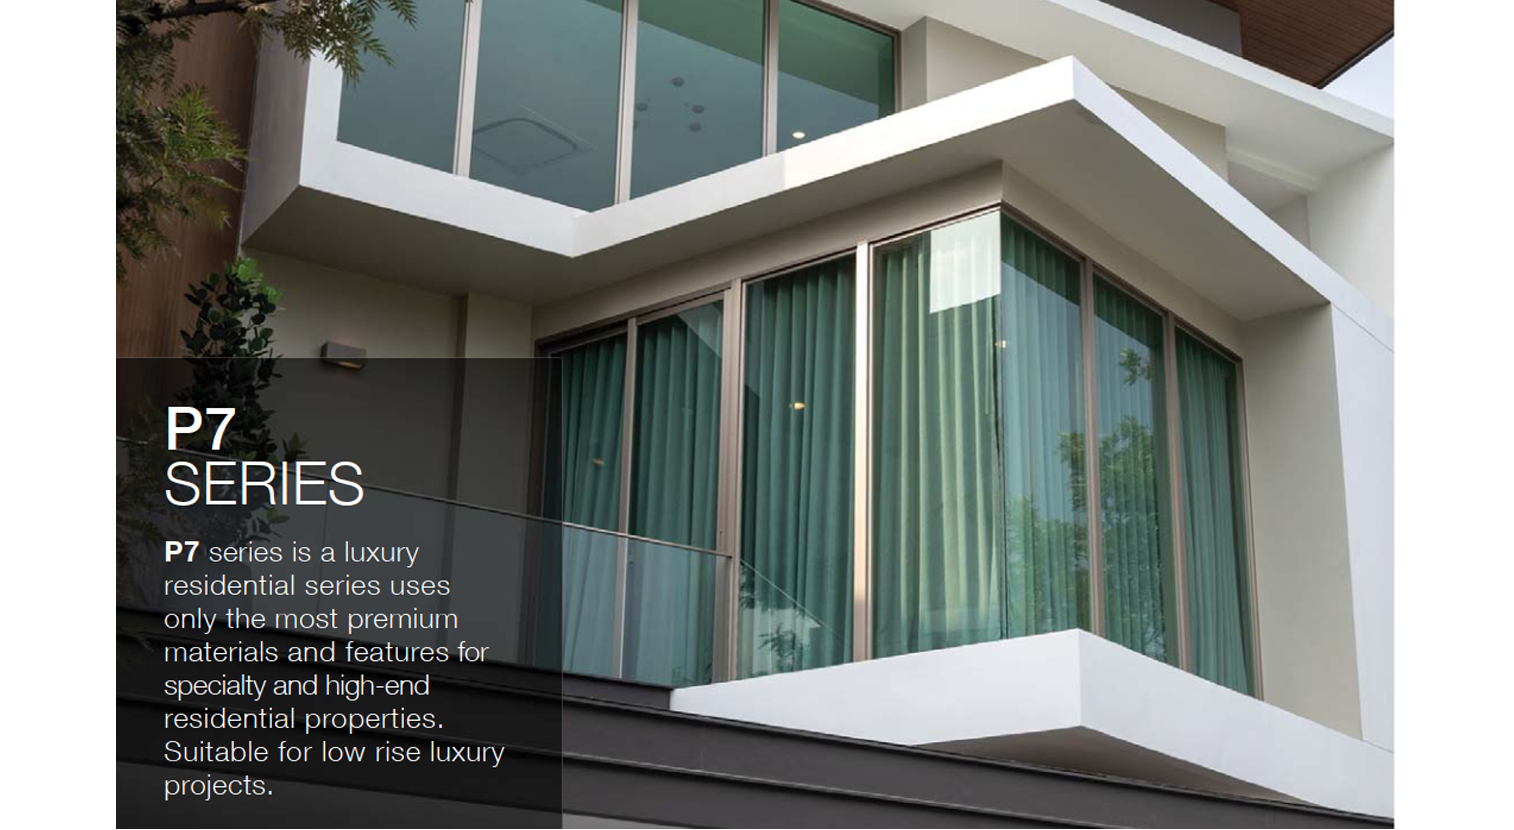 P7
SERIES
P7 series is a luxury
residential series uses
only the most premium
materials and features for
specialty and high-end
residential properties.
Suitable for low rise luxury
projects.